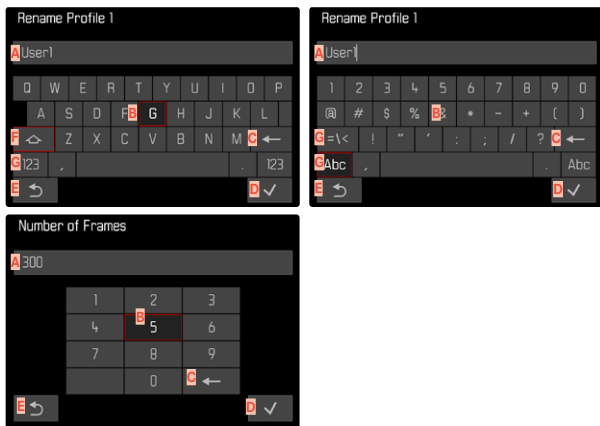 Rename Profile 1
A User1
Q W E R T Y U I O P
A S D F B G H J K L
F Z X C V B N M C ←
G 123 , . 123
E D ✓
Rename Profile 1
A User1
1 2 3 4 5 6 7 8 9 0
@ # $ % B & * - + ( )
G =\< ! " ' : ; / ? C ←
G Abc , . Abc
E D ✓
Number of Frames
A 300
1 2 3
B
4 5 6
7 8 9
0 C ←
E D ✓